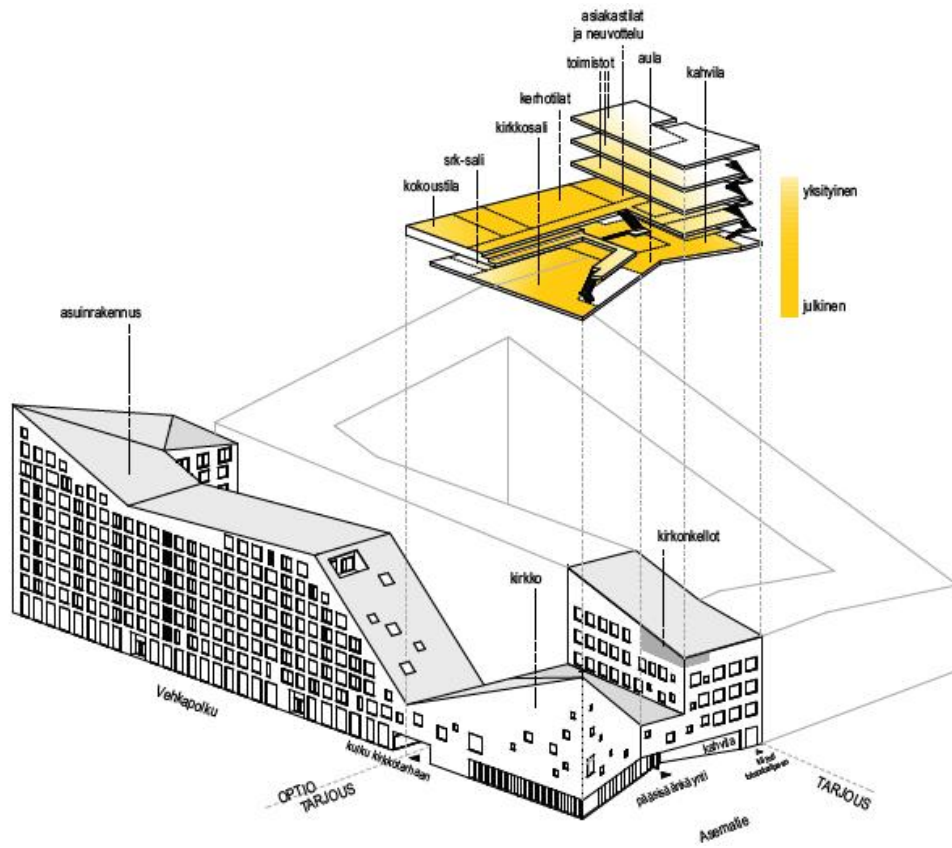 asiakastilat
ja neuvottelu
toimistot
aula
kahvila
kerhotilat
kirkkosali
srk-sali
kokoustila
yksityinen
julkinen
asuinrakennus
kirkonkellot
kirkko
Vehkapolku
kulku kirkkotarhaan
kahvila
OPTIO
TARJOUS
pääsisäänkäynti
TARJOUS
Asematie